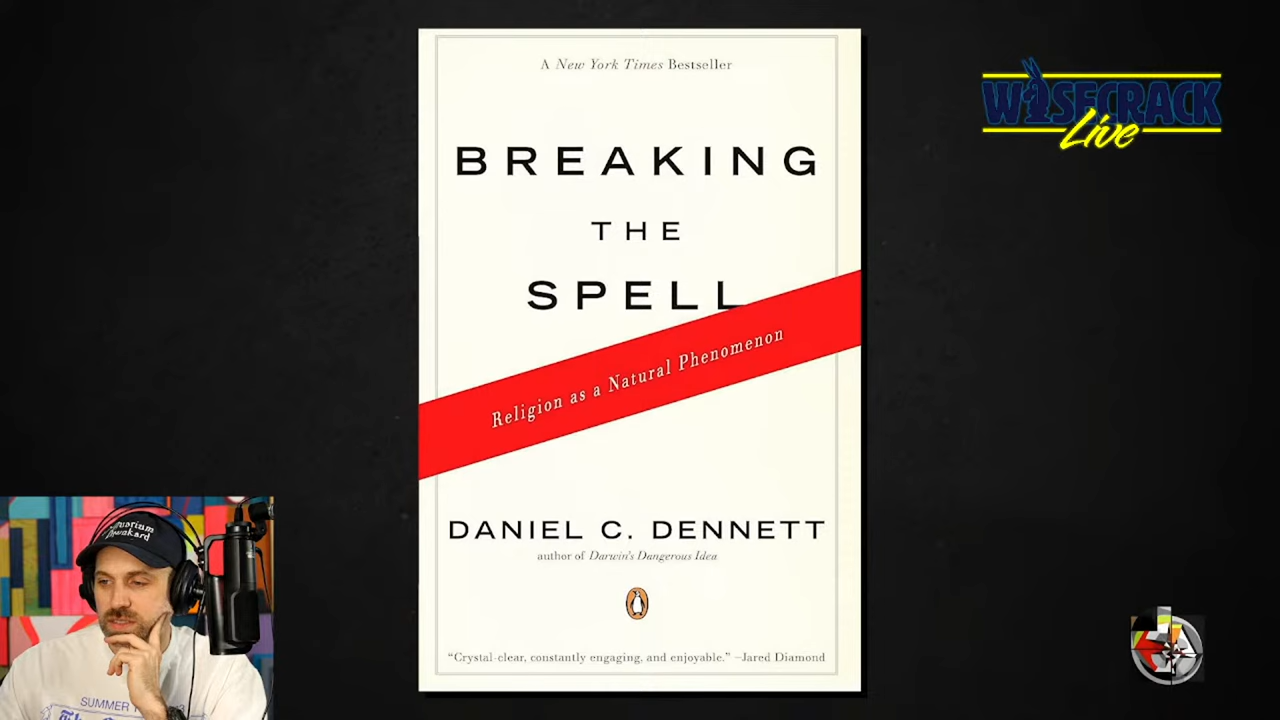 A New York Times Bestseller
BREAKING
THE
SPELL
Religion as a Natural Phenomenon
DANIEL C. DENNETT
author of Darwin's Dangerous Idea
"Crystal-clear, constantly engaging, and enjoyable." –Jared Diamond
WISECRACK
Live
SUMMER